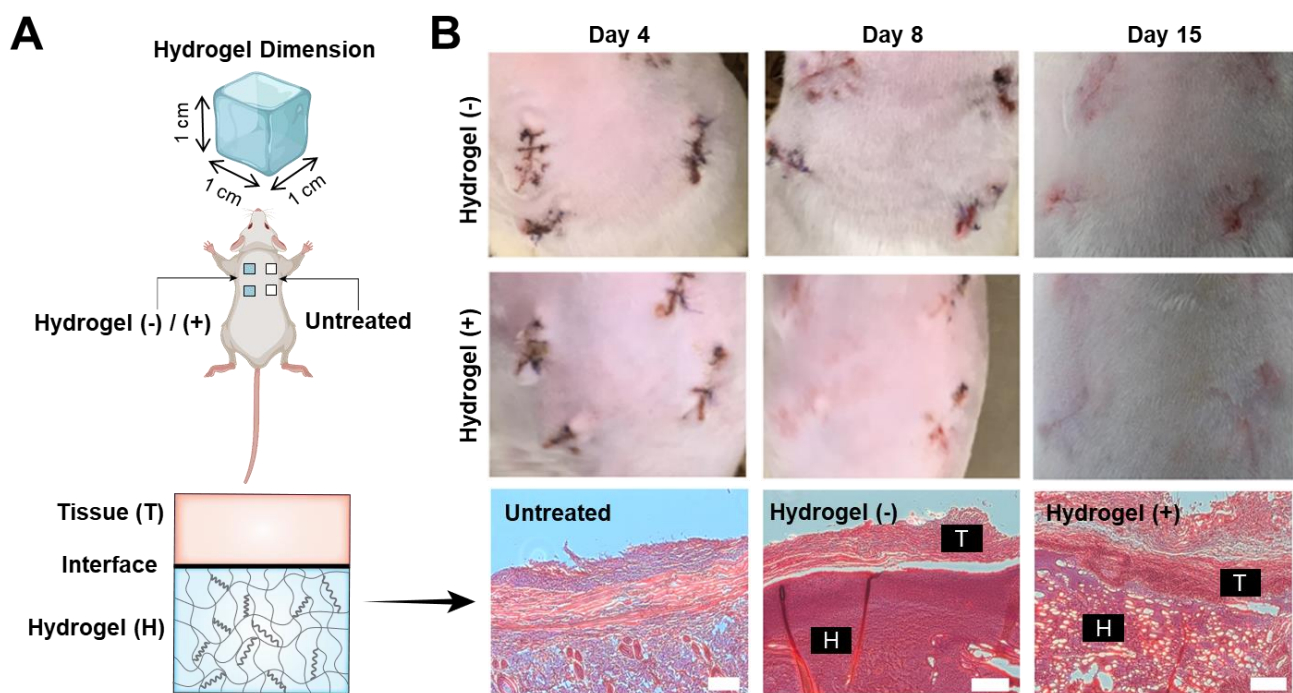 A
Hydrogel Dimension
1 cm
1 cm
1 cm
Hydrogel (-) / (+)
Untreated
Tissue (T)
Interface
Hydrogel (H)
B
Day 4
Day 8
Day 15
Hydrogel (-)
Hydrogel (+)
Untreated
Hydrogel (-)
T
H
Hydrogel (+)
T
H